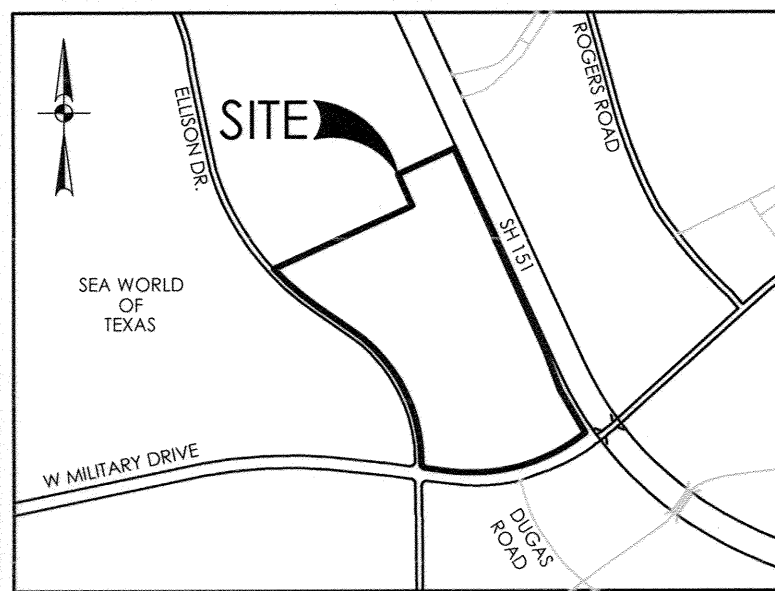 ELLISON DR.
SITE
ROGERS ROAD
SH 151
SEA WORLD
OF
TEXAS
W MILITARY DRIVE
DUGAS
ROAD